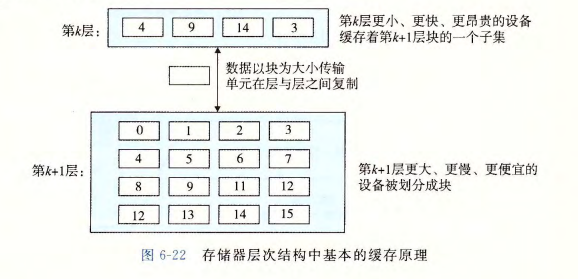 第k层:
4 9 14 3
第k层更小、更快、更昂贵的设备
缓存着第k+1层块的一个子集
数据以块为大小传输
单元在层与层之间复制
第k+1层:
0 1 2 3
4 5 6 7
8 9 11 12
12 13 14 15
第k+1层更大、更慢、更便宜的
设备被划分成块
图 6-22 存储器层次结构中基本的缓存原理